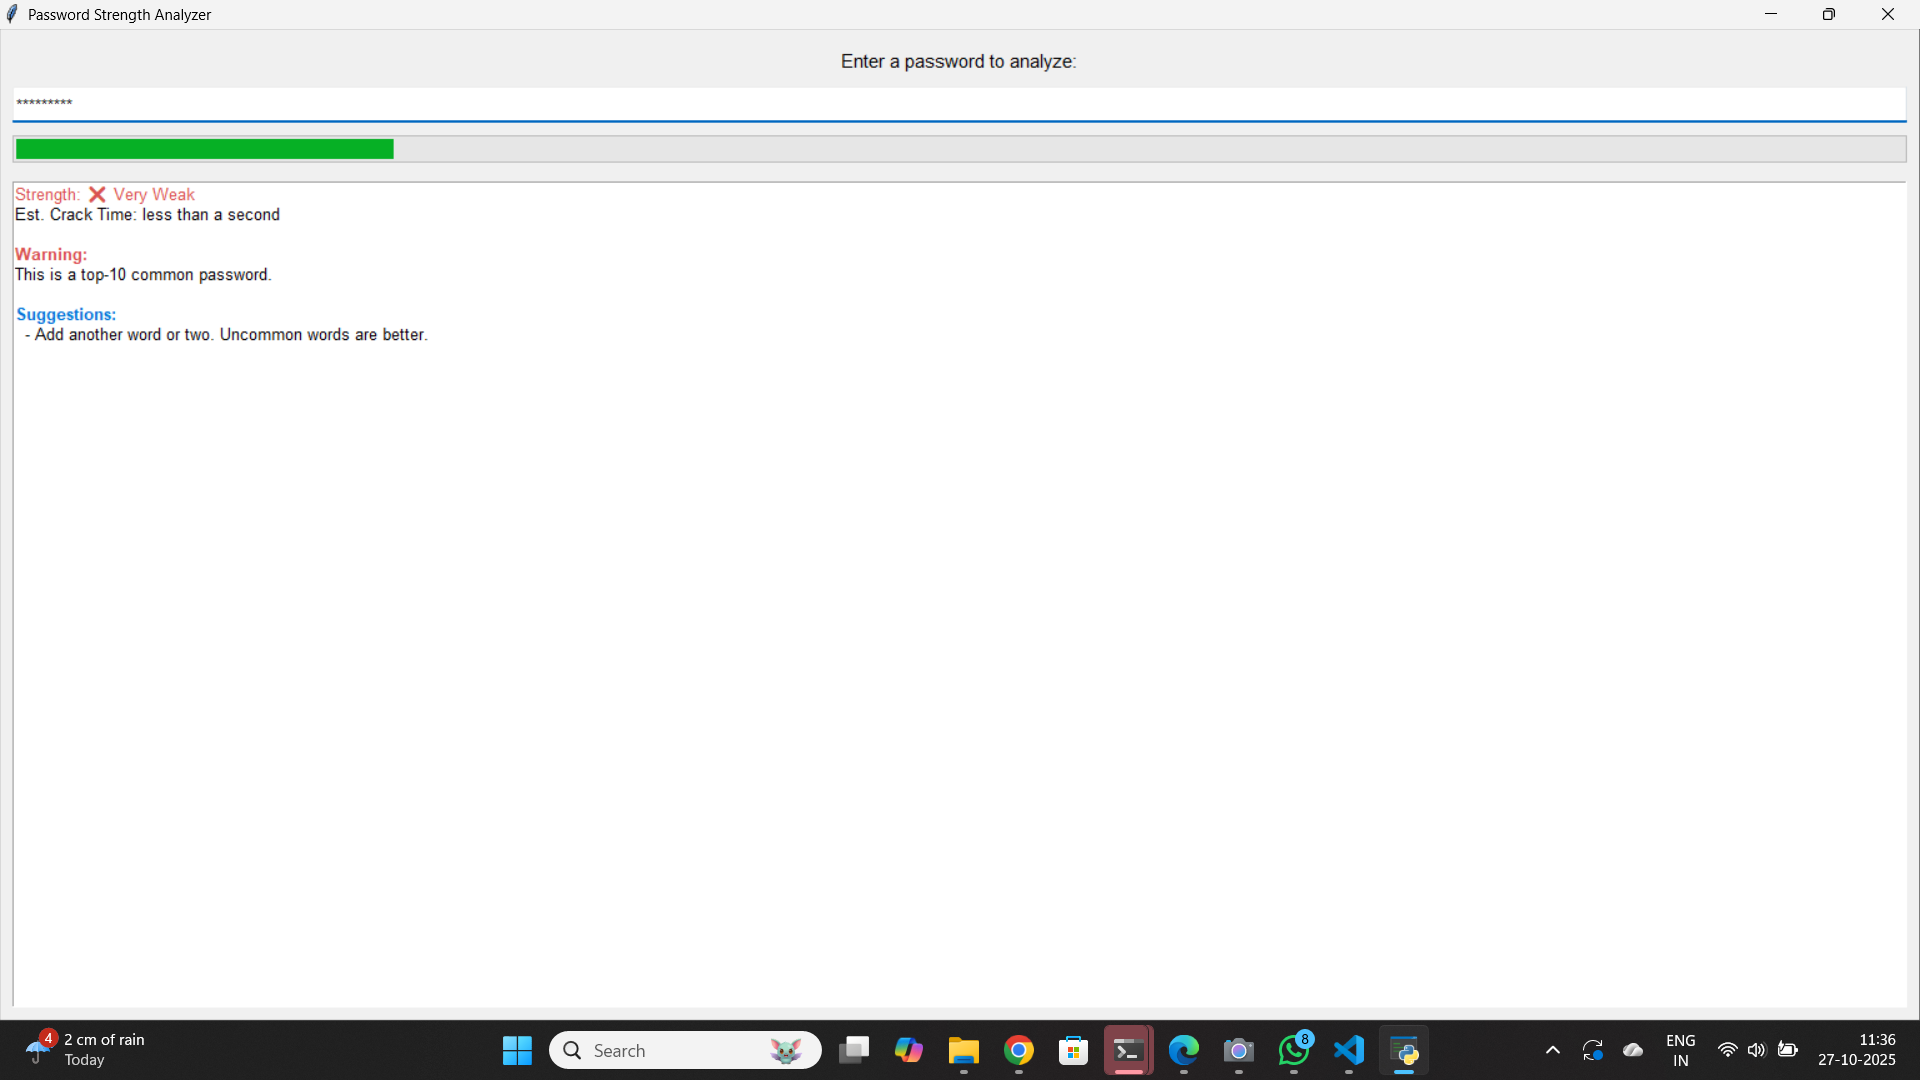 Password Strength Analyzer
Enter a password to analyze:
*********
Strength: ❌ Very Weak
Est. Crack Time: less than a second
Warning:
This is a top-10 common password.
Suggestions:
- Add another word or two. Uncommon words are better.
4
2 cm of rain
Today
Search
8
ENG
IN
11:36
27-10-2025